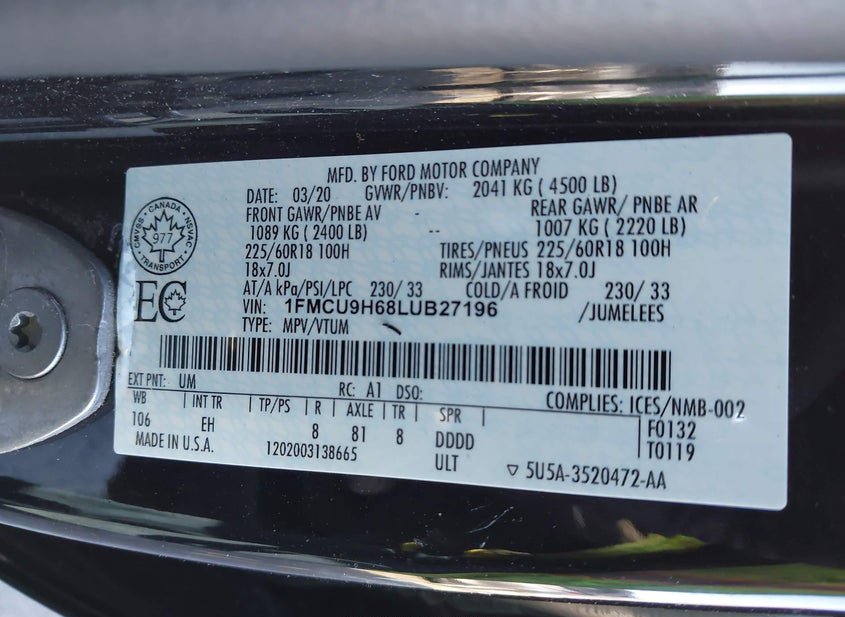 MFD. BY FORD MOTOR COMPANY
DATE: 03/20 GVWR/PNBV: 2041 KG ( 4500 LB)
FRONT GAWR/PNBE AV REAR GAWR/ PNBE AR
1089 KG ( 2400 LB) -- 1007 KG ( 2220 LB)
225/60R18 100H TIRES/PNEUS 225/60R18 100H
18x7.0J RIMS/JANTES 18x7.0J
AT/A kPa/PSI/LPC 230/ 33 COLD/A FROID 230/ 33
VIN: 1FMCU9H68LUB27196 /JUMELEES
TYPE: MPV/VTUM
CANADA
CMVSS • NSVAC
977
TRANSPORT
EC
EXT PNT: UM RC: A1 DSO: COMPLIES: ICES/NMB-002
WB INT TR TP/PS R AXLE TR SPR F0132
106 EH 8 81 8 DDDD T0119
MADE IN U.S.A. 1202003138665 ULT ▽ 5U5A-3520472-AA